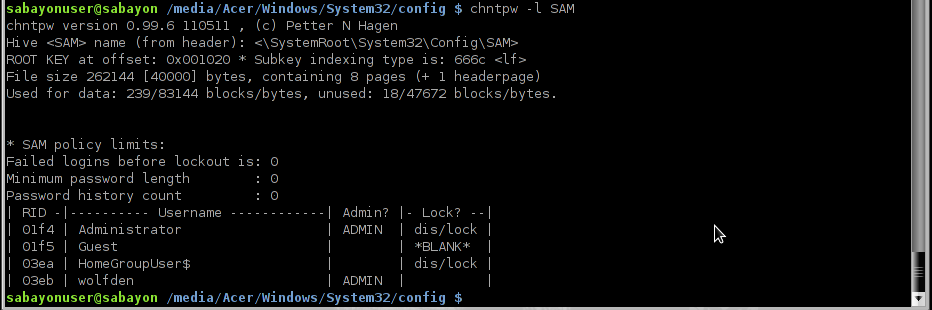 sabayonuser@sabayon /media/Acer/Windows/System32/config $ chntpw -l SAM
chntpw version 0.99.6 110511 , (c) Petter N Hagen
Hive <SAM> name (from header): <\SystemRoot\System32\Config\SAM>
ROOT KEY at offset: 0x001020 * Subkey indexing type is: 666c <lf>
File size 262144 [40000] bytes, containing 8 pages (+ 1 headerpage)
Used for data: 239/83144 blocks/bytes, unused: 18/47672 blocks/bytes.
* SAM policy limits:
Failed logins before lockout is: 0
Minimum password length        : 0
Password history count         : 0
| RID -|---------- Username ------------| Admin? |- Lock? --|
| 01f4 | Administrator                  | ADMIN  | dis/lock |
| 01f5 | Guest                          |        | *BLANK*  |
| 03ea | HomeGroupUser$                 |        | dis/lock |
| 03eb | wolfden                        | ADMIN  |          |
sabayonuser@sabayon /media/Acer/Windows/System32/config $